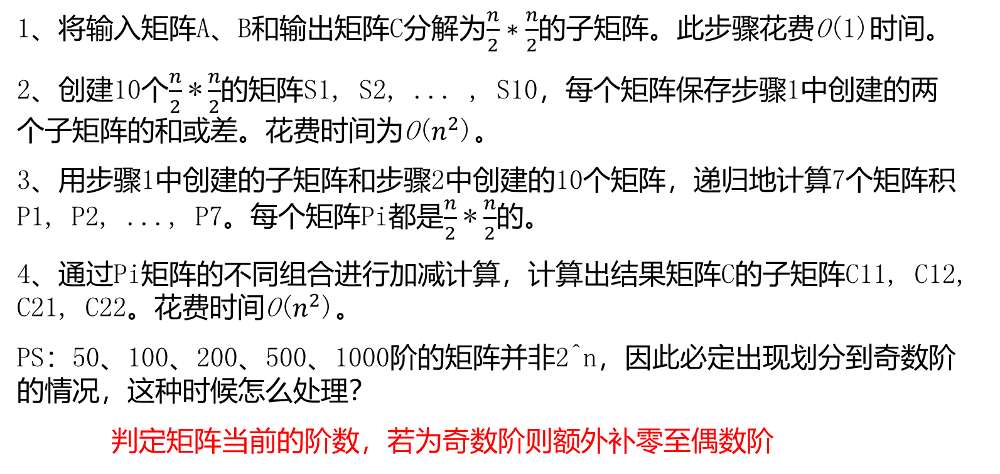 1、将输入矩阵A、B和输出矩阵C分解为n/2*n/2的子矩阵。此步骤花费O(1)时间。
2、创建10个n/2*n/2的矩阵S1, S2, ... , S10，每个矩阵保存步骤1中创建的两
个子矩阵的和或差。花费时间为O(n²)。
3、用步骤1中创建的子矩阵和步骤2中创建的10个矩阵，递归地计算7个矩阵积
P1, P2, ..., P7。每个矩阵Pi都是n/2*n/2的。
4、通过Pi矩阵的不同组合进行加减计算，计算出结果矩阵C的子矩阵C11, C12,
C21, C22。花费时间O(n²)。
PS：50、100、200、500、1000阶的矩阵并非2^n，因此必定出现划分到奇数阶
的情况，这种时候怎么处理？
判定矩阵当前的阶数，若为奇数阶则额外补零至偶数阶